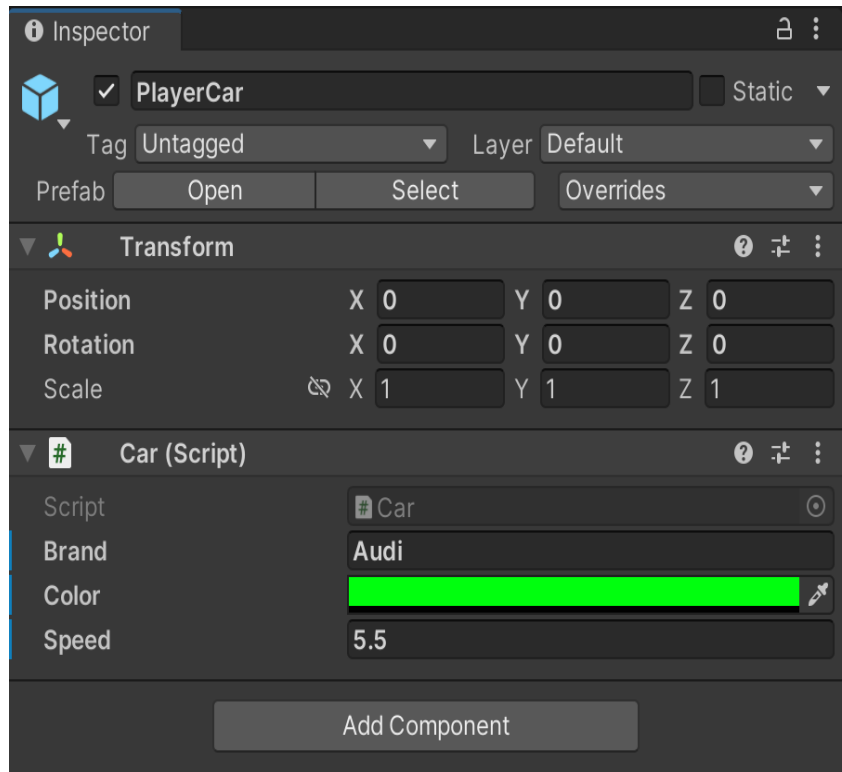 Inspector
PlayerCar Static
Tag Untagged Layer Default
Prefab Open Select Overrides
Transform
Position X 0 Y 0 Z 0
Rotation X 0 Y 0 Z 0
Scale X 1 Y 1 Z 1
# Car (Script)
Script # Car
Brand Audi
Color
Speed 5.5
Add Component